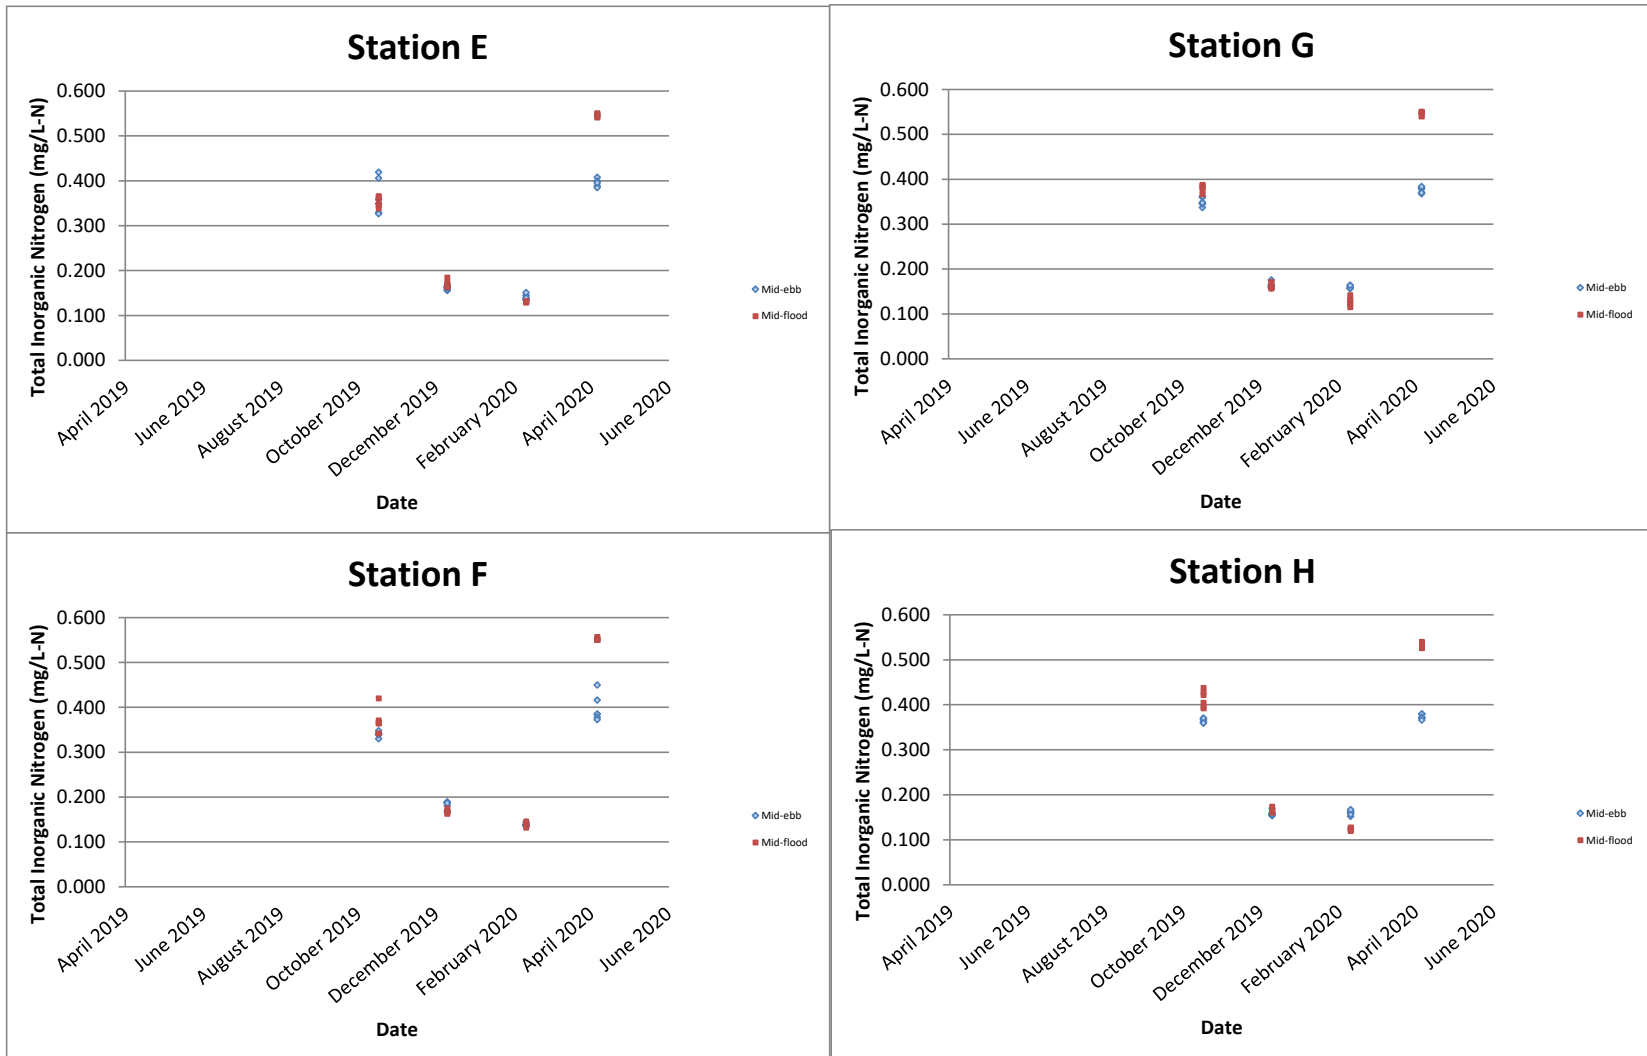 Station E
Total Inorganic Nitrogen (mg/L-N)
0.600
0.500
0.400
0.300
0.200
0.100
0.000
April 2019
June 2019
August 2019
October 2019
December 2019
February 2020
April 2020
June 2020
Date
Mid-ebb
Mid-flood
Station G
Total Inorganic Nitrogen (mg/L-N)
0.600
0.500
0.400
0.300
0.200
0.100
0.000
April 2019
June 2019
August 2019
October 2019
December 2019
February 2020
April 2020
June 2020
Date
Mid-ebb
Mid-flood
Station F
Total Inorganic Nitrogen (mg/L-N)
0.600
0.500
0.400
0.300
0.200
0.100
0.000
April 2019
June 2019
August 2019
October 2019
December 2019
February 2020
April 2020
June 2020
Date
Mid-ebb
Mid-flood
Station H
Total Inorganic Nitrogen (mg/L-N)
0.600
0.500
0.400
0.300
0.200
0.100
0.000
April 2019
June 2019
August 2019
October 2019
December 2019
February 2020
April 2020
June 2020
Date
Mid-ebb
Mid-flood